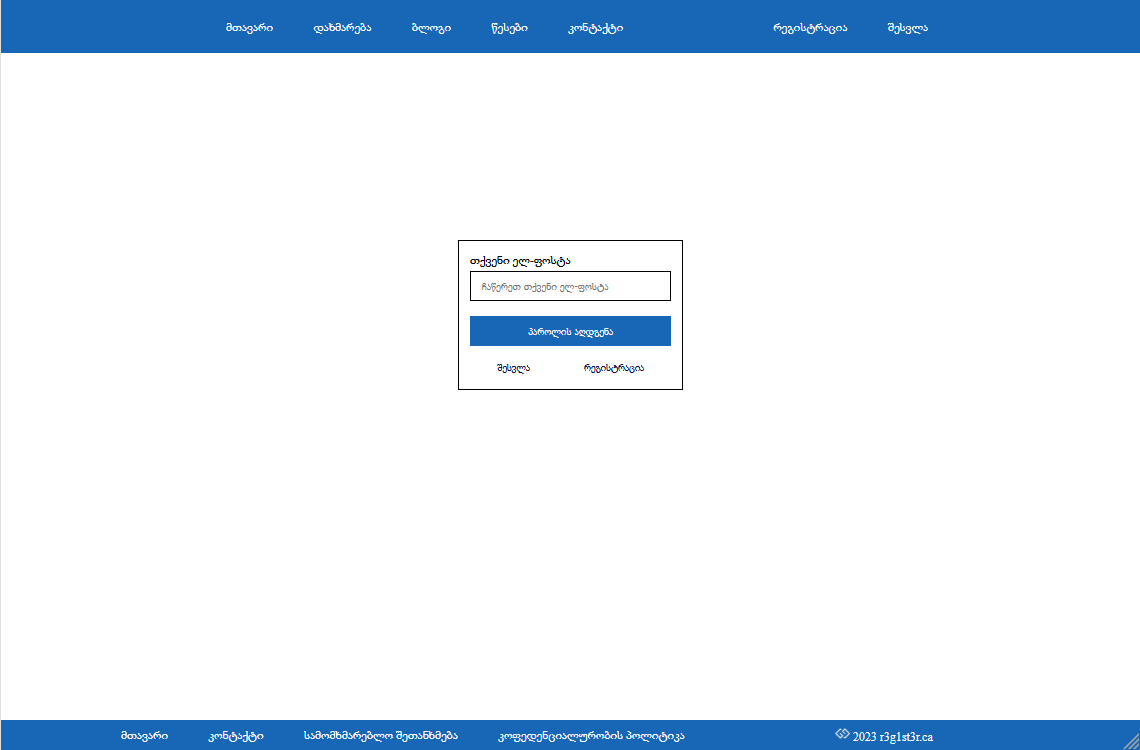 მთავარი დახმარება ბლოგი წესები კონტაქტი რეგისტრაცია შესვლა
თქვენი ელ-ფოსტა
ჩაწერეთ თქვენი ელ-ფოსტა
პაროლის აღდგენა
შესვლა რეგისტრაცია
მთავარი კონტაქტი სამომხმარებლო შეთანხმება კოფედენციალურობის პოლიტიკა 2023 r3g1st3r.ca